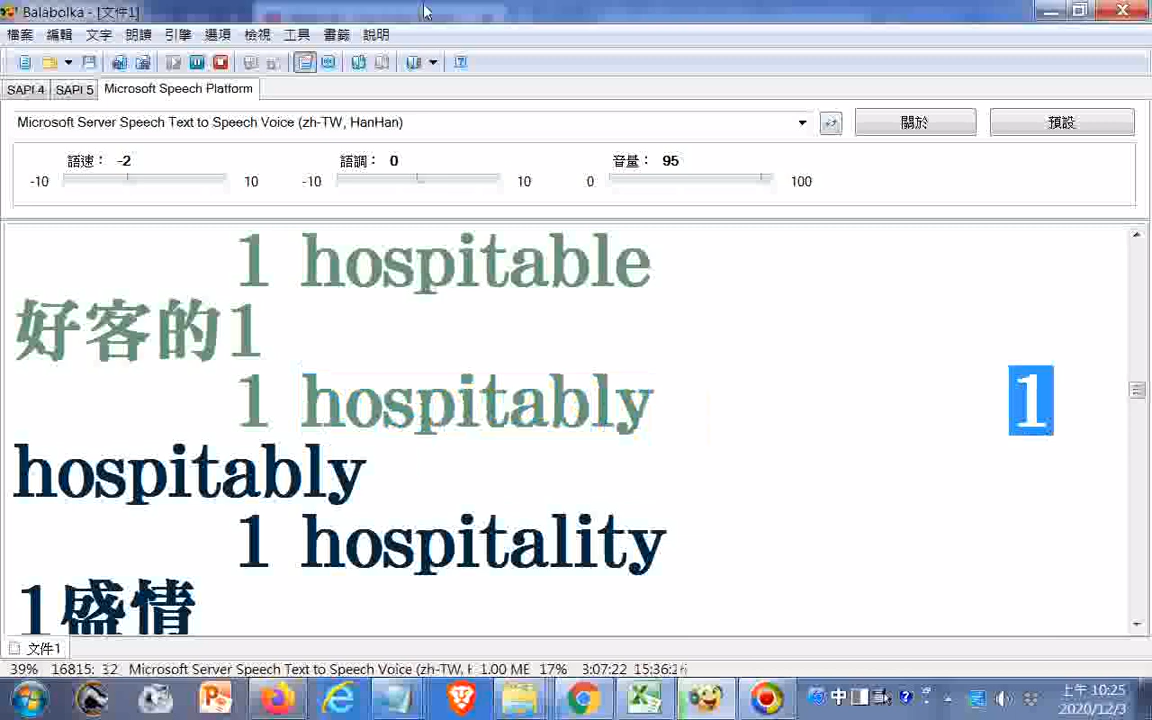 Balabolka - [文件1]
檔案 編輯 文字 朗讀 引擎 選項 檢視 工具 書籤 說明
SAPI 4 SAPI 5 Microsoft Speech Platform
Microsoft Server Speech Text to Speech Voice (zh-TW, HanHan) 關於 預設
語速： -2 語調： 0 音量： 95
-10 10 -10 10 0 100
1 hospitable
好客的1
1 hospitably 1
hospitably
1 hospitality
1盛情
文件1
39% 16815: 32 Microsoft Server Speech Text to Speech Voice (zh-TW, 1.00 ME 17% 3:07:22
中 上午 10:25
2020/12/3